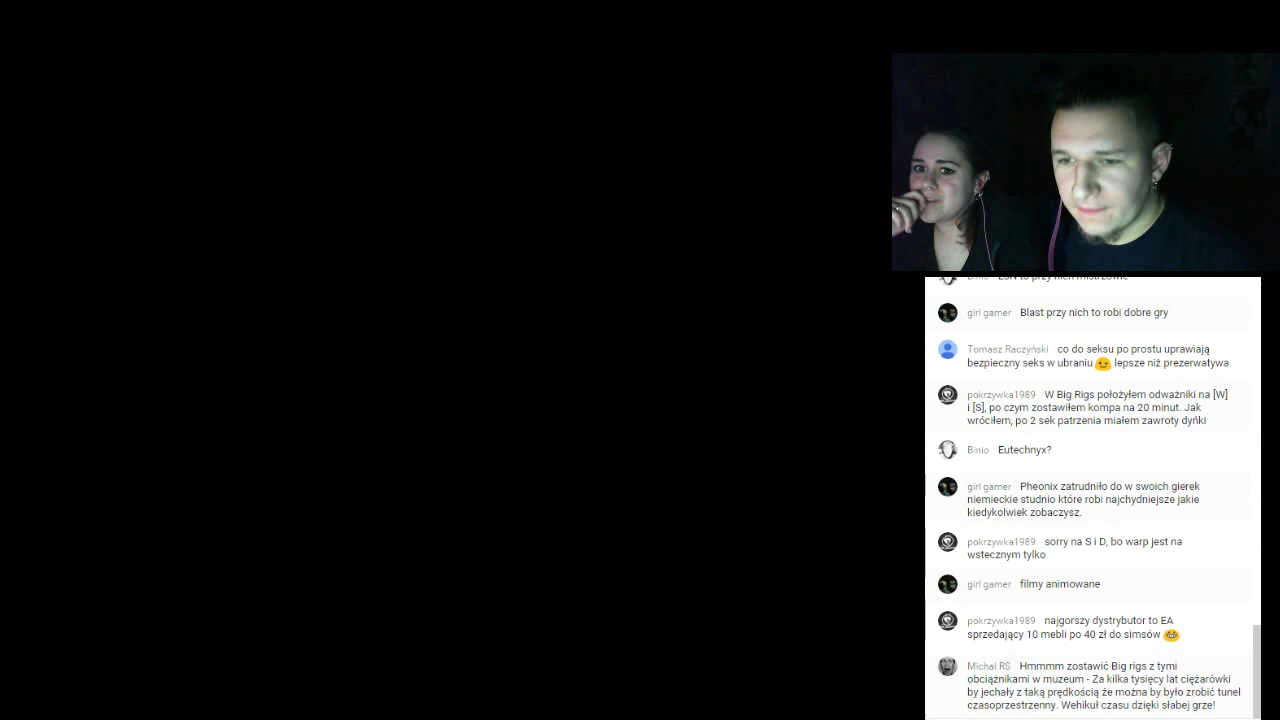 girl gamer Blast przy nich to robi dobre gry
Tomasz Raczyński co do seksu po prostu uprawiają
bezpieczny seks w ubraniu 😉 lepsze niż prezerwatywa
pokrzywka1989 W Big Rigs położyłem odważniki na [W]
i [S], po czym zostawiłem kompa na 20 minut. Jak
wróciłem, po 2 sek patrzenia miałem zawroty dyńki
Binio Eutechnyx?
girl gamer Pheonix zatrudniło do w swoich gierek
niemieckie studnio które robi najchydniejsze jakie
kiedykolwiek zobaczysz.
pokrzywka1989 sorry na S i D, bo warp jest na
wstecznym tylko
girl gamer filmy animowane
pokrzywka1989 najgorszy dystrybutor to EA
sprzedający 10 mebli po 40 zł do simsów 😂
Michal RS Hmmmm zostawić Big rigs z tymi
obciążnikami w muzeum - Za kilka tysięcy lat ciężarówki
by jechały z taką prędkością że można by było zrobić tunel
czasoprzestrzenny. Wehikuł czasu dzięki słabej grze!